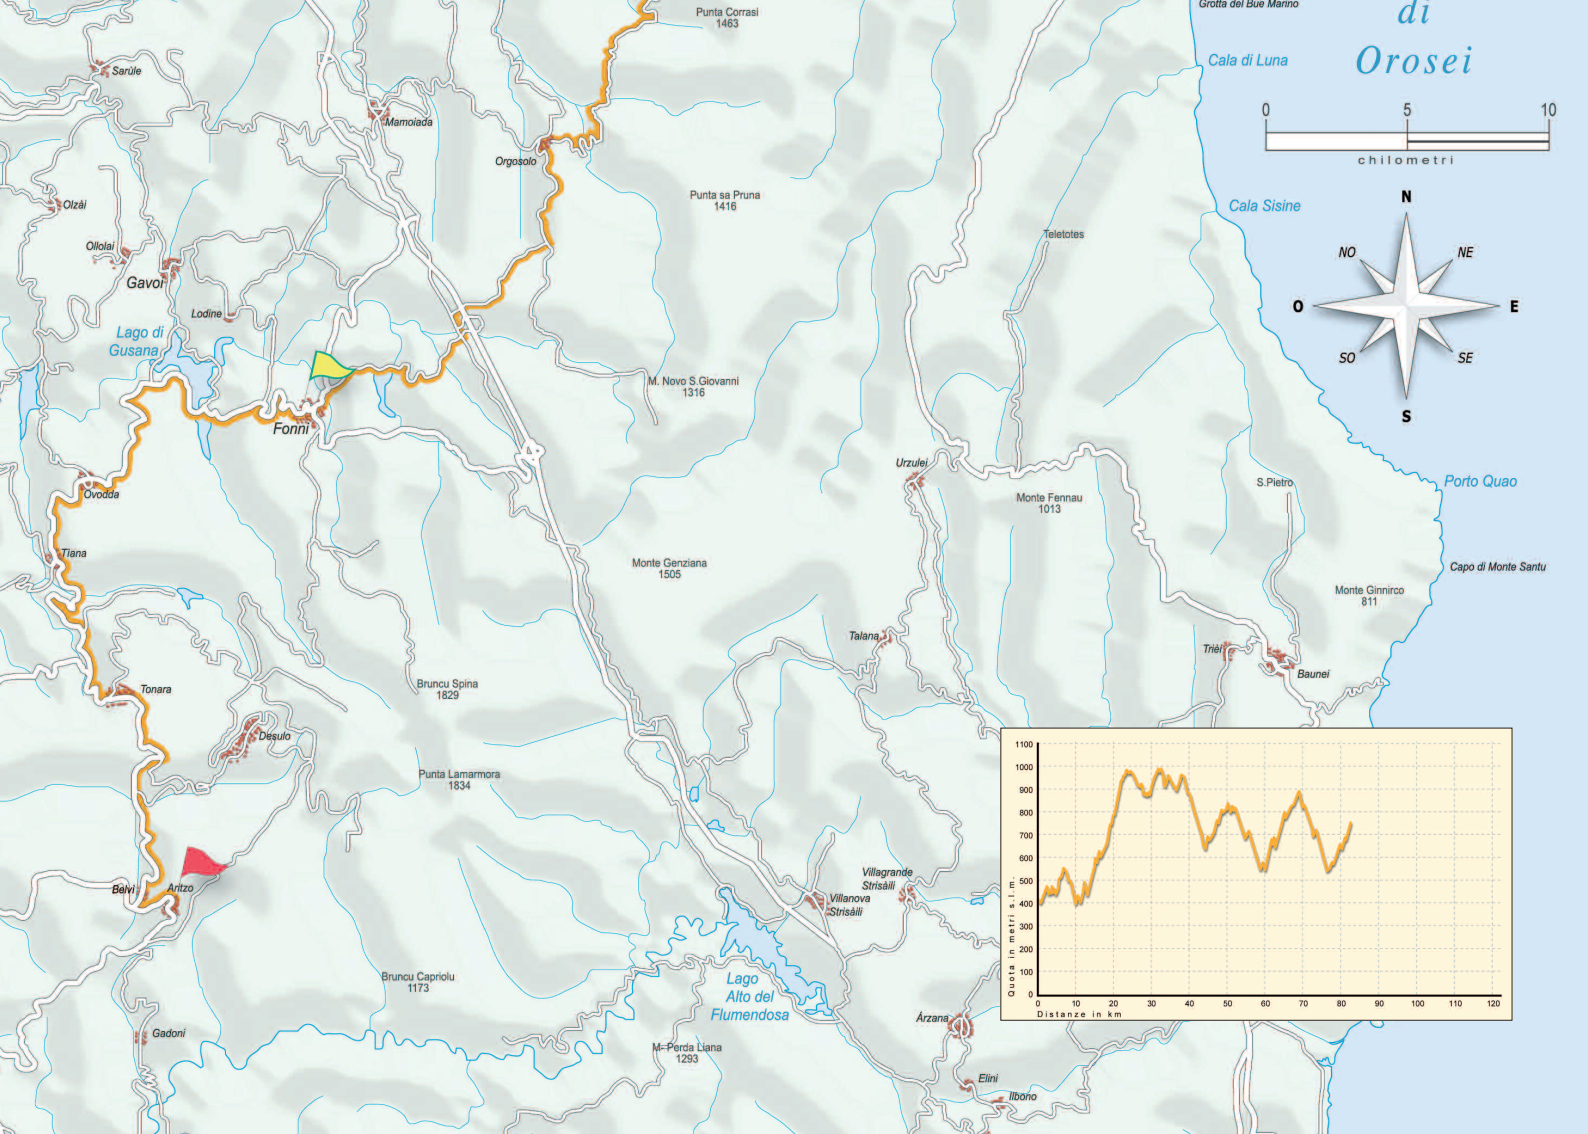 Punta Corrasi
1463
Grotta del Bue Marino
di
Orosei
Cala di Luna
Sarùle
Mamoiada
0 5 10
chilometri
Orgosolo
Punta sa Pruna
1416
Olzài
Cala Sisine
N
NO NE
O E
SO SE
S
Teletotes
Ollolai
Gavoi
Lodine
Lago di
Gusana
M. Novo S.Giovanni
1316
Fonni
Urzulei
Monte Fennau
1013
S.Pietro
Porto Quao
Ovodda
Tiana
Monte Genziana
1505
Capo di Monte Santu
Monte Ginnirco
811
Talana
Trièi
Baunei
Tonara
Bruncu Spina
1829
Desulo
Punta Lamarmora
1834
Belvì
Aritzo
Villagrande
Strisàili
Villanova
Strisàili
Bruncu Capriolu
1173
Lago
Alto del
Flumendosa
Gadoni
M. Perda Liana
1293
Àrzana
Elini
Ilbono
1100
1000
900
800
700
600
500
400
300
200
100
0
Quota in metri s.l.m.
0 10 20 30 40 50 60 70 80 90 100 110 120
Distanze in km